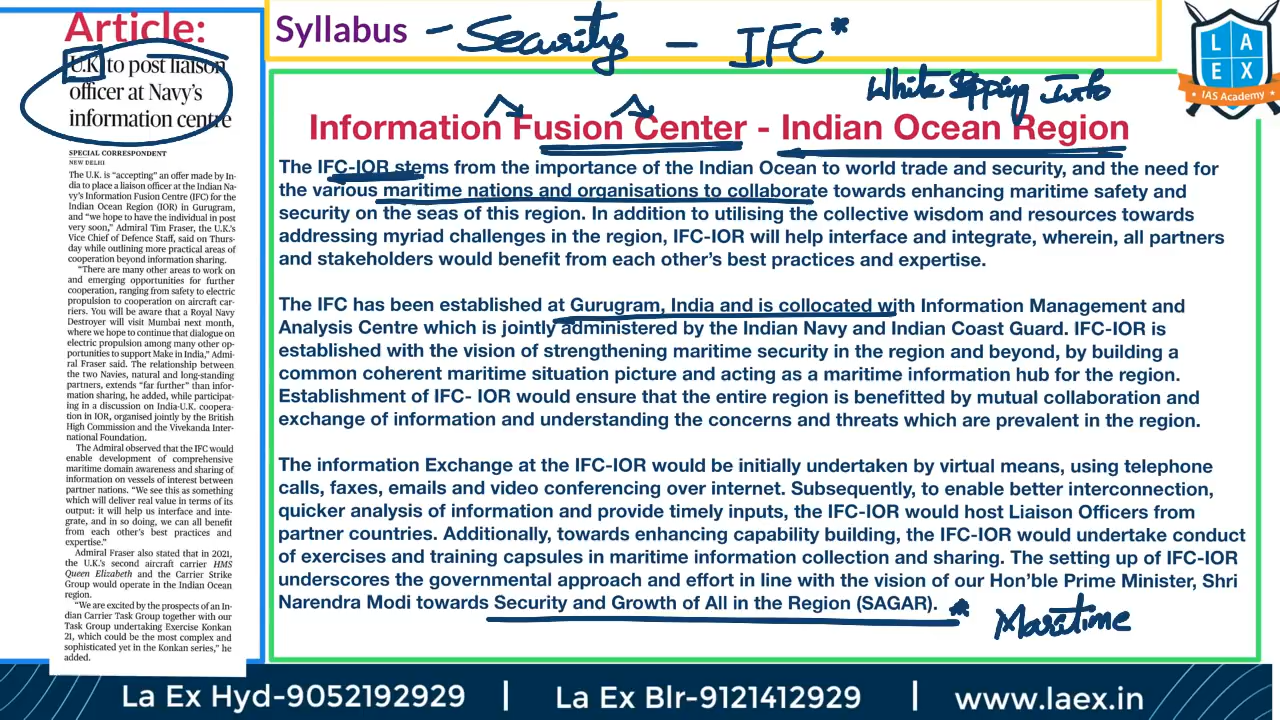 Article:
U.K. to post liaison
officer at Navy's
information centre
SPECIAL CORRESPONDENT
NEW DELHI
The U.K. is “accepting” an offer made by In-
dia to place a liaison officer at the Indian Na-
vy's Information Fusion Centre (IFC) for the
Indian Ocean Region (IOR) in Gurugram,
and “we hope to have the individual in post
very soon,” Admiral Tim Fraser, the U.K.'s
Vice Chief of Defence Staff, said on Thurs-
day while outlining more practical areas of
cooperation beyond information sharing.
“There are many other areas to work on
and emerging opportunities for further
cooperation, ranging from safety to electric
propulsion to cooperation on aircraft car-
riers. You will be aware that a Royal Navy
Destroyer will visit Mumbai next month,
where we hope to continue that dialogue on
electric propulsion among many other op-
portunities to support Make in India,” Admi-
ral Fraser said. The relationship between
the two Navies, natural and long-standing
partners, extends “far further” than infor-
mation sharing, he added, while participat-
ing in a discussion on India-U.K. coopera-
tion in IOR, organised jointly by the British
High Commission and the Vivekanda Inter-
national Foundation.
The Admiral observed that the IFC would
enable development of comprehensive
maritime domain awareness and sharing of
information on vessels of interest between
partner nations. “We see this as something
which will deliver real value in terms of its
output: it will help us interface and inte-
grate, and in so doing, we can all benefit
from each other's best practices and
expertise.”
Admiral Fraser also stated that in 2021,
the U.K.'s second aircraft carrier HMS
Queen Elizabeth and the Carrier Strike
Group would operate in the Indian Ocean
region.
“We are excited by the prospects of an In-
dian Carrier Task Group together with our
Task Group undertaking Exercise Konkan
21, which could be the most complex and
sophisticated yet in the Konkan series,” he
added.
Syllabus - Security - IFC*
White Shipping Info
Information Fusion Center - Indian Ocean Region
The IFC-IOR stems from the importance of the Indian Ocean to world trade and security, and the need for
the various maritime nations and organisations to collaborate towards enhancing maritime safety and
security on the seas of this region. In addition to utilising the collective wisdom and resources towards
addressing myriad challenges in the region, IFC-IOR will help interface and integrate, wherein, all partners
and stakeholders would benefit from each other's best practices and expertise.
The IFC has been established at Gurugram, India and is collocated with Information Management and
Analysis Centre which is jointly administered by the Indian Navy and Indian Coast Guard. IFC-IOR is
established with the vision of strengthening maritime security in the region and beyond, by building a
common coherent maritime situation picture and acting as a maritime information hub for the region.
Establishment of IFC- IOR would ensure that the entire region is benefitted by mutual collaboration and
exchange of information and understanding the concerns and threats which are prevalent in the region.
The information Exchange at the IFC-IOR would be initially undertaken by virtual means, using telephone
calls, faxes, emails and video conferencing over internet. Subsequently, to enable better interconnection,
quicker analysis of information and provide timely inputs, the IFC-IOR would host Liaison Officers from
partner countries. Additionally, towards enhancing capability building, the IFC-IOR would undertake conduct
of exercises and training capsules in maritime information collection and sharing. The setting up of IFC-IOR
underscores the governmental approach and effort in line with the vision of our Hon'ble Prime Minister, Shri
Narendra Modi towards Security and Growth of All in the Region (SAGAR). *
Maritime
LA
EX
IAS Academy
La Ex Hyd-9052192929 | La Ex Blr-9121412929 | www.laex.in